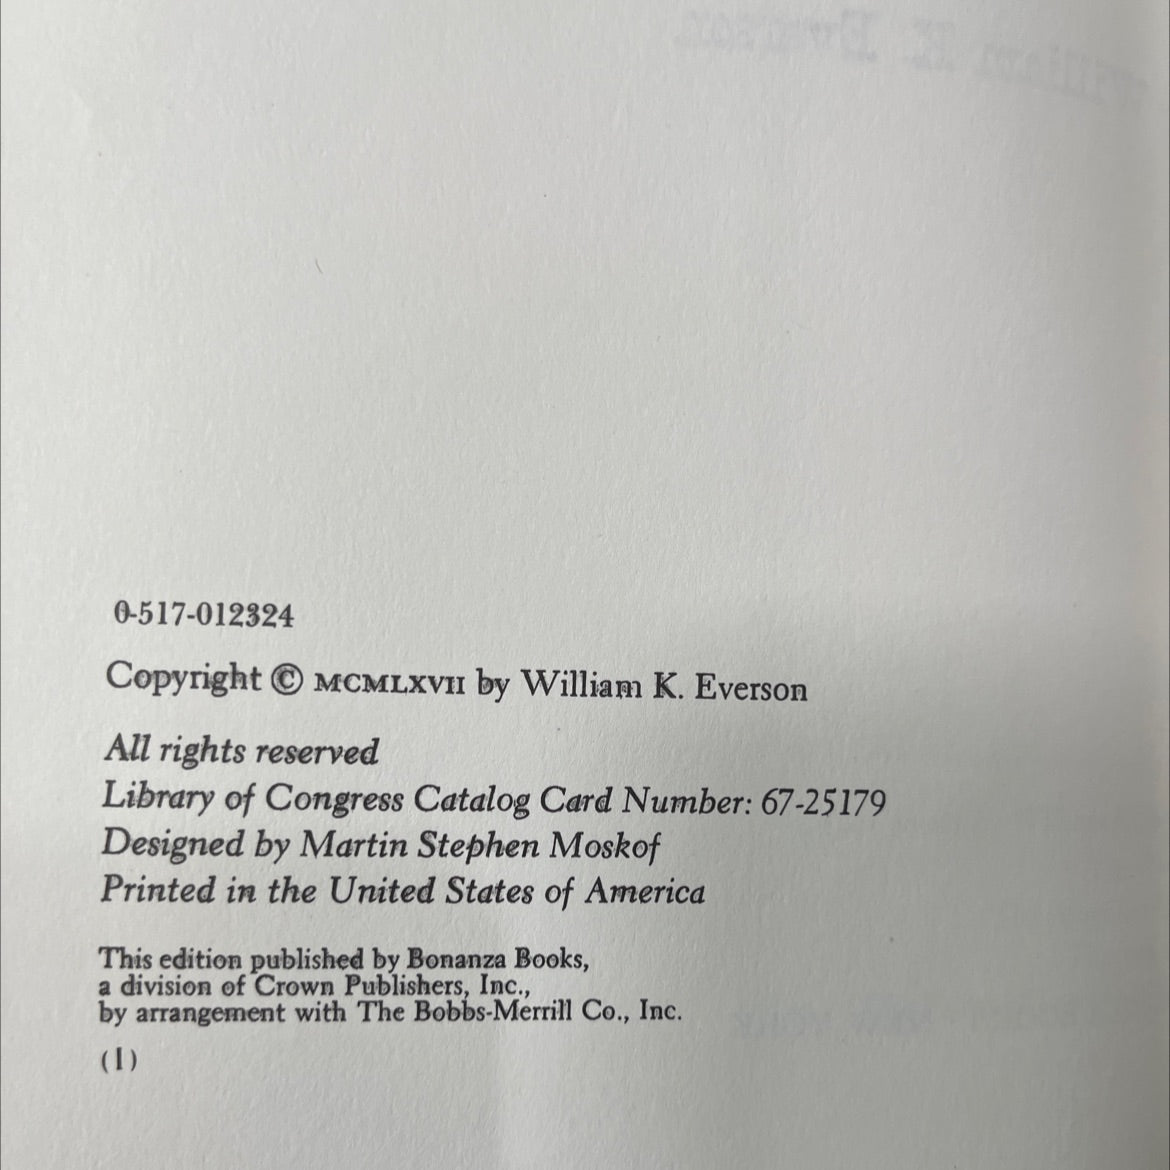 0-517-012324
Copyright © MCMLXVII by William K. Everson
All rights reserved
Library of Congress Catalog Card Number: 67-25179
Designed by Martin Stephen Moskof
Printed in the United States of America
This edition published by Bonanza Books,
a division of Crown Publishers, Inc.,
by arrangement with The Bobbs-Merrill Co., Inc.
(I)